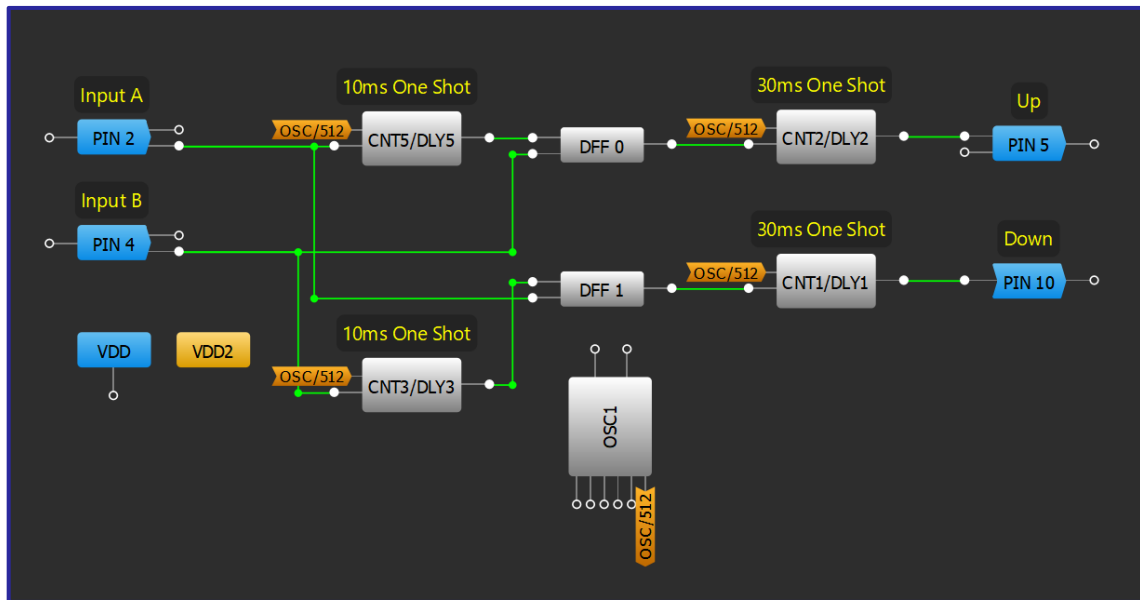 Input A
PIN 2
10ms One Shot
OSC/512
CNT5/DLY5
DFF 0
30ms One Shot
OSC/512
CNT2/DLY2
Up
PIN 5
Input B
PIN 4
30ms One Shot
OSC/512
CNT1/DLY1
Down
PIN 10
DFF 1
VDD
VDD2
10ms One Shot
OSC/512
CNT3/DLY3
OSC1
OSC/512